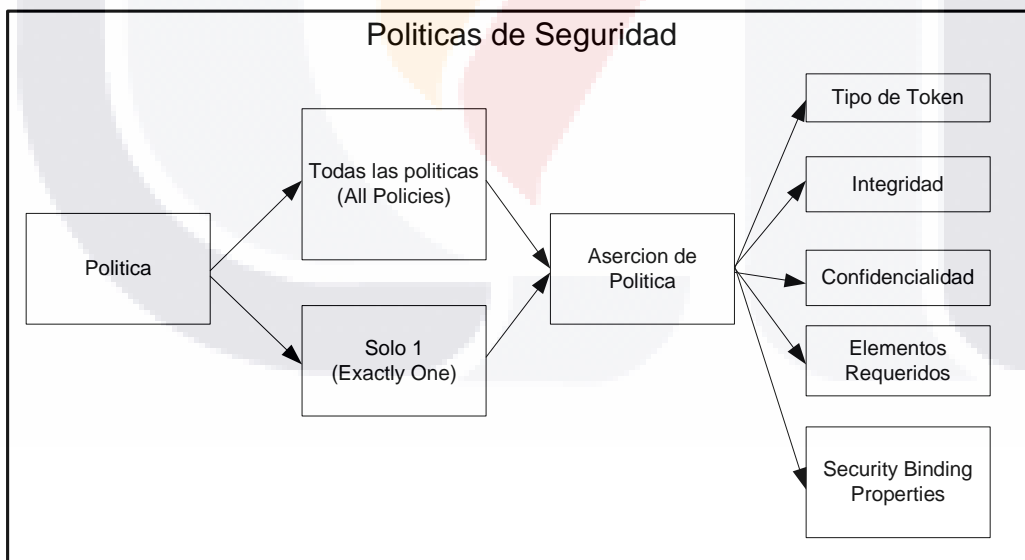 Politicas de Seguridad
Politica
Todas las politicas
(All Policies)
Solo 1
(Exactly One)
Asercion de
Politica
Tipo de Token
Integridad
Confidencialidad
Elementos
Requeridos
Security Binding
Properties